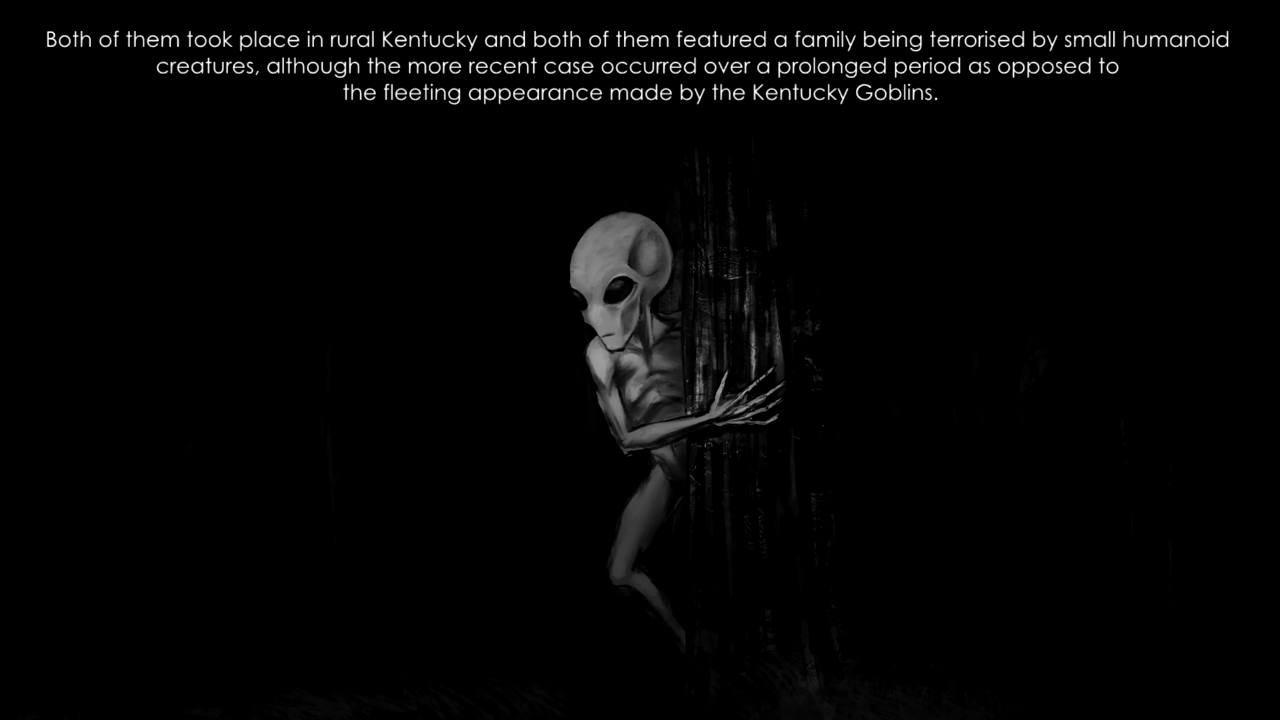 Both of them took place in rural Kentucky and both of them featured a family being terrorised by small humanoid
creatures, although the more recent case occurred over a prolonged period as opposed to
the fleeting appearance made by the Kentucky Goblins.